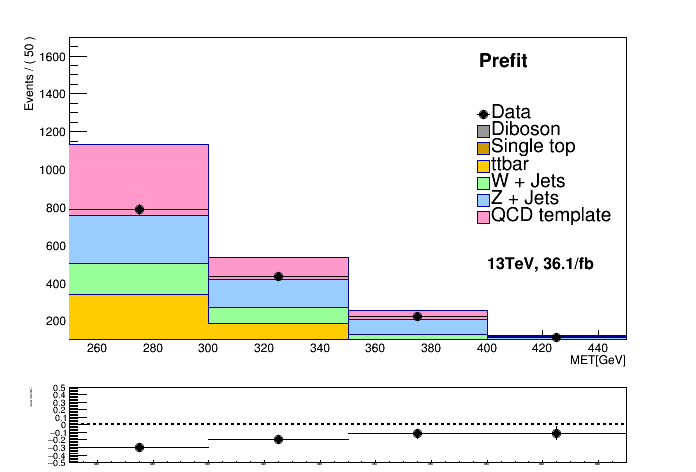 Prefit
Events / ( 50 )
1600
1400
1200
1000
800
600
400
200
Data
Diboson
Single top
ttbar
W + Jets
Z + Jets
QCD template
13TeV, 36.1/fb
260 280 300 320 340 360 380 400 420 440
MET[GeV]
0.5
0.4
0.3
0.2
0.1
0
−0.1
−0.2
−0.3
−0.4
−0.5